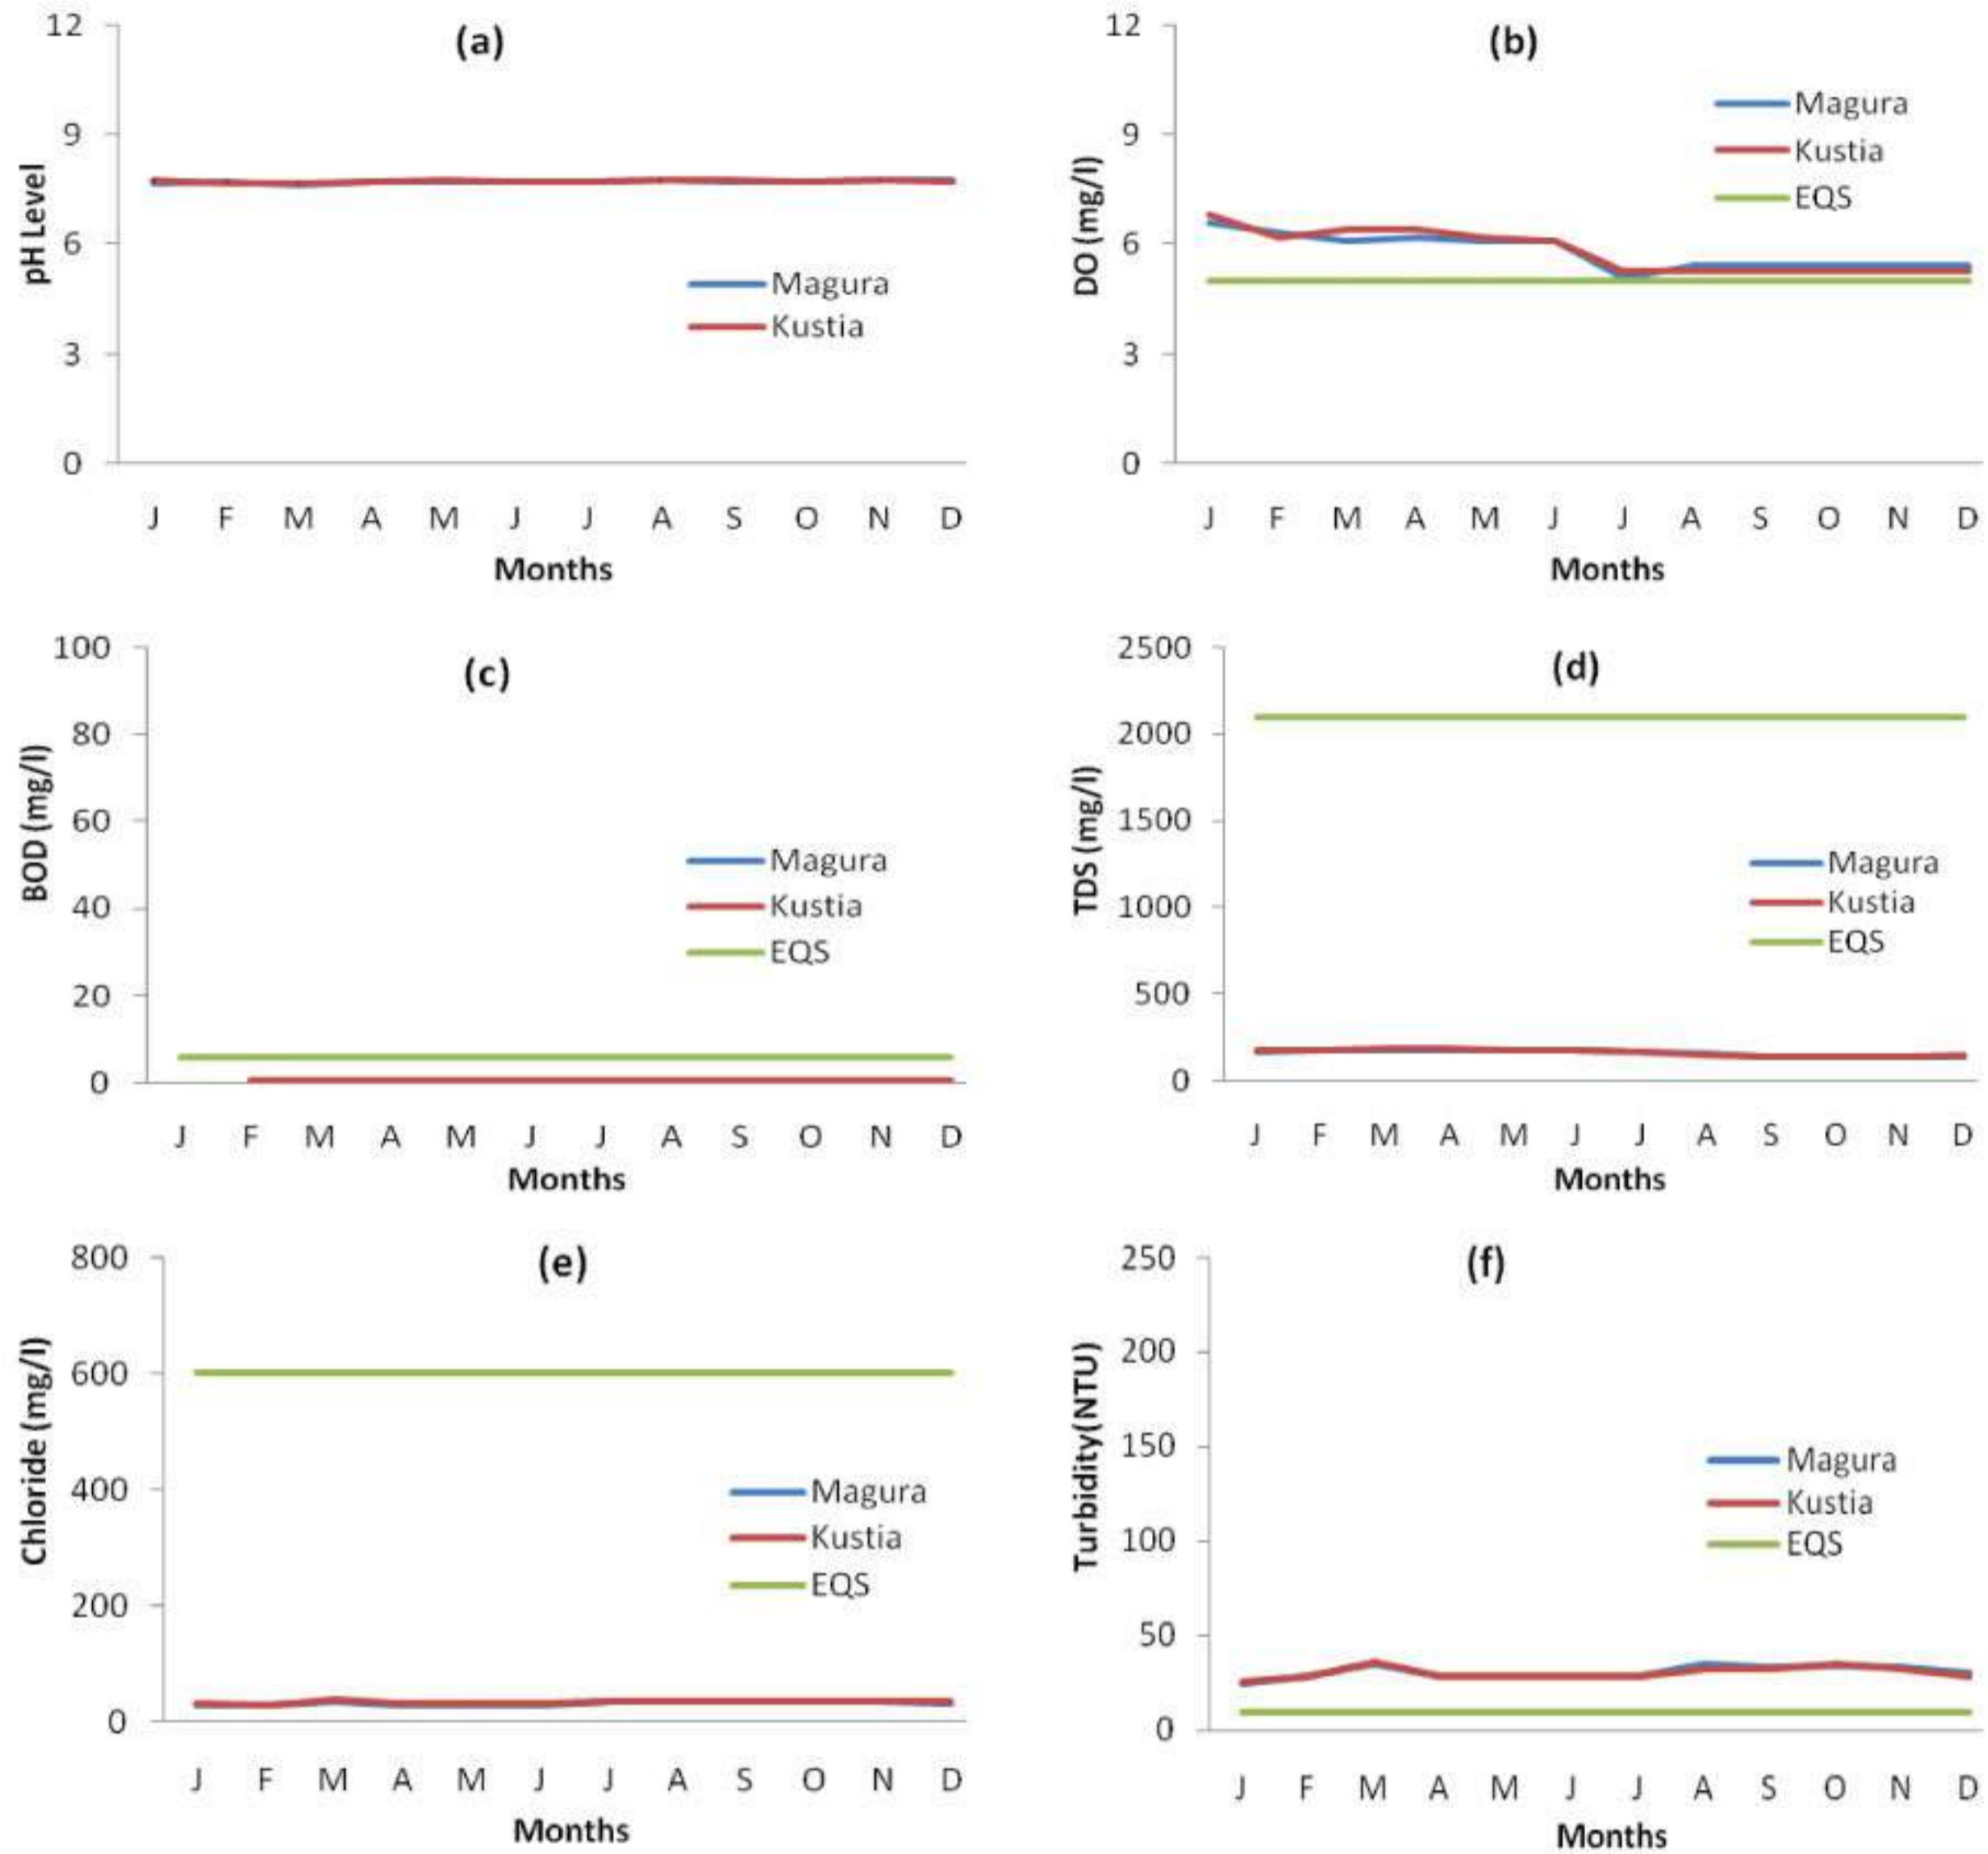 (a)
12
9
6
3
0
pH Level
Magura
Kustia
J F M A M J J A S O N D
Months
(b)
12
9
6
3
0
DO (mg/l)
Magura
Kustia
EQS
J F M A M J J A S O N D
Months
(c)
100
80
60
40
20
0
BOD (mg/l)
Magura
Kustia
EQS
J F M A M J J A S O N D
Months
(d)
2500
2000
1500
1000
500
0
TDS (mg/l)
Magura
Kustia
EQS
J F M A M J J A S O N D
Months
(e)
800
600
400
200
0
Chloride (mg/l)
Magura
Kustia
EQS
J F M A M J J A S O N D
Months
(f)
250
200
150
100
50
0
Turbidity(NTU)
Magura
Kustia
EQS
J F M A M J J A S O N D
Months